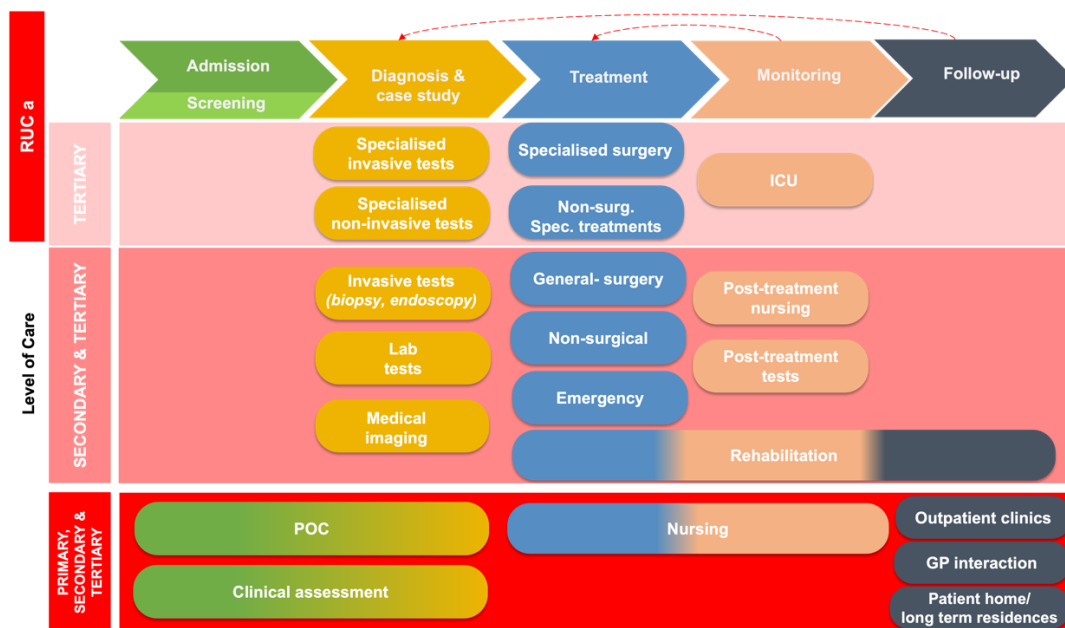 RUC a
Admission
Screening
Diagnosis &
case study
Treatment
Monitoring
Follow-up
Level of Care
TERTIARY
Specialised
invasive tests
Specialised
non-invasive tests
Specialised surgery
Non-surg.
Spec. treatments
ICU
SECONDARY & TERTIARY
Invasive tests
(biopsy, endoscopy)
Lab
tests
Medical
imaging
General- surgery
Non-surgical
Emergency
Post-treatment
nursing
Post-treatment
tests
Rehabilitation
PRIMARY,
SECONDARY &
TERTIARY
POC
Clinical assessment
Nursing
Outpatient clinics
GP interaction
Patient home/
long term residences